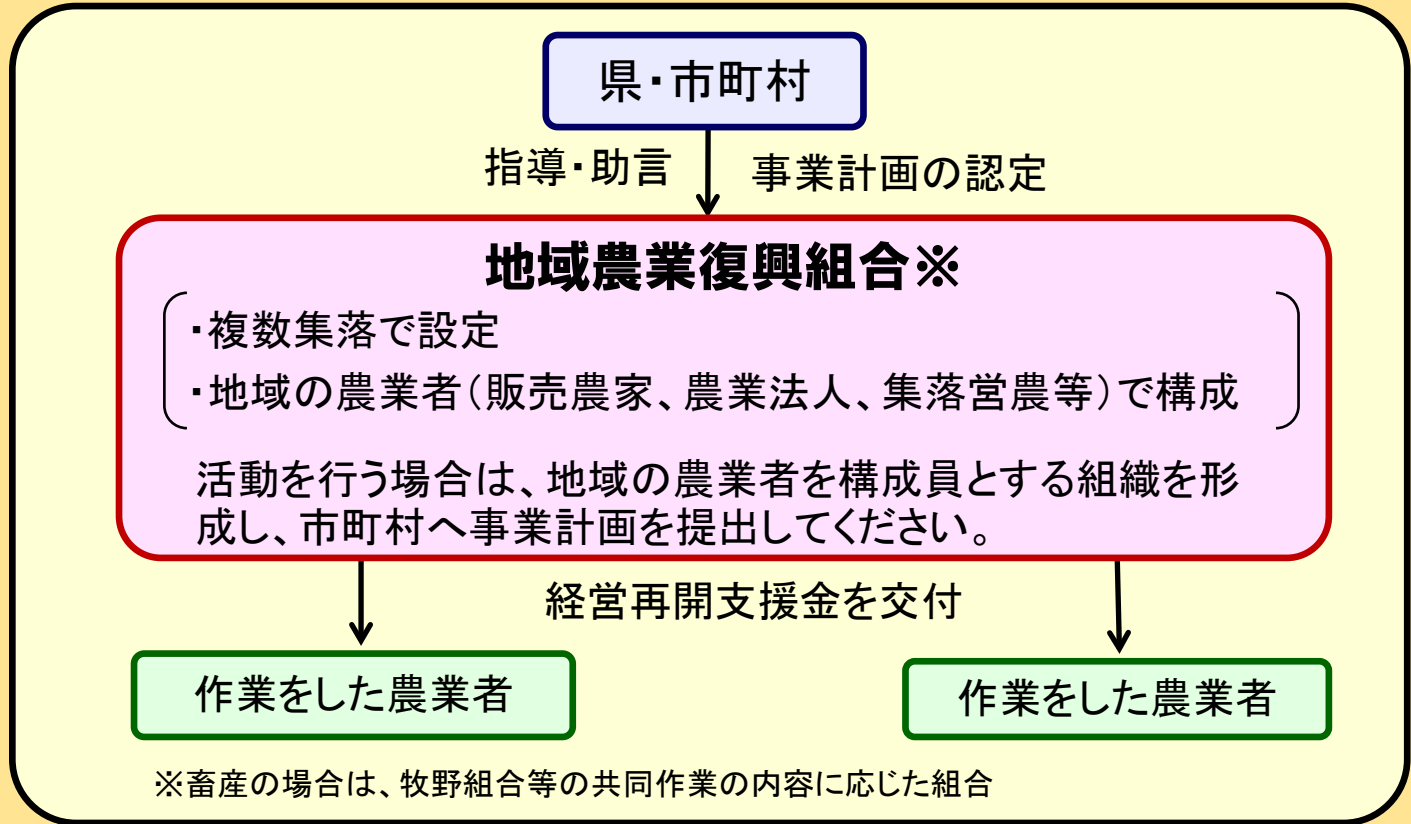 県・市町村
指導・助言
事業計画の認定
地域農業復興組合※
・複数集落で設定
・地域の農業者(販売農家、農業法人、集落営農等)で構成
活動を行う場合は、地域の農業者を構成員とする組織を形
成し、市町村へ事業計画を提出してください。
経営再開支援金を交付
作業をした農業者
作業をした農業者
※畜産の場合は、牧野組合等の共同作業の内容に応じた組合